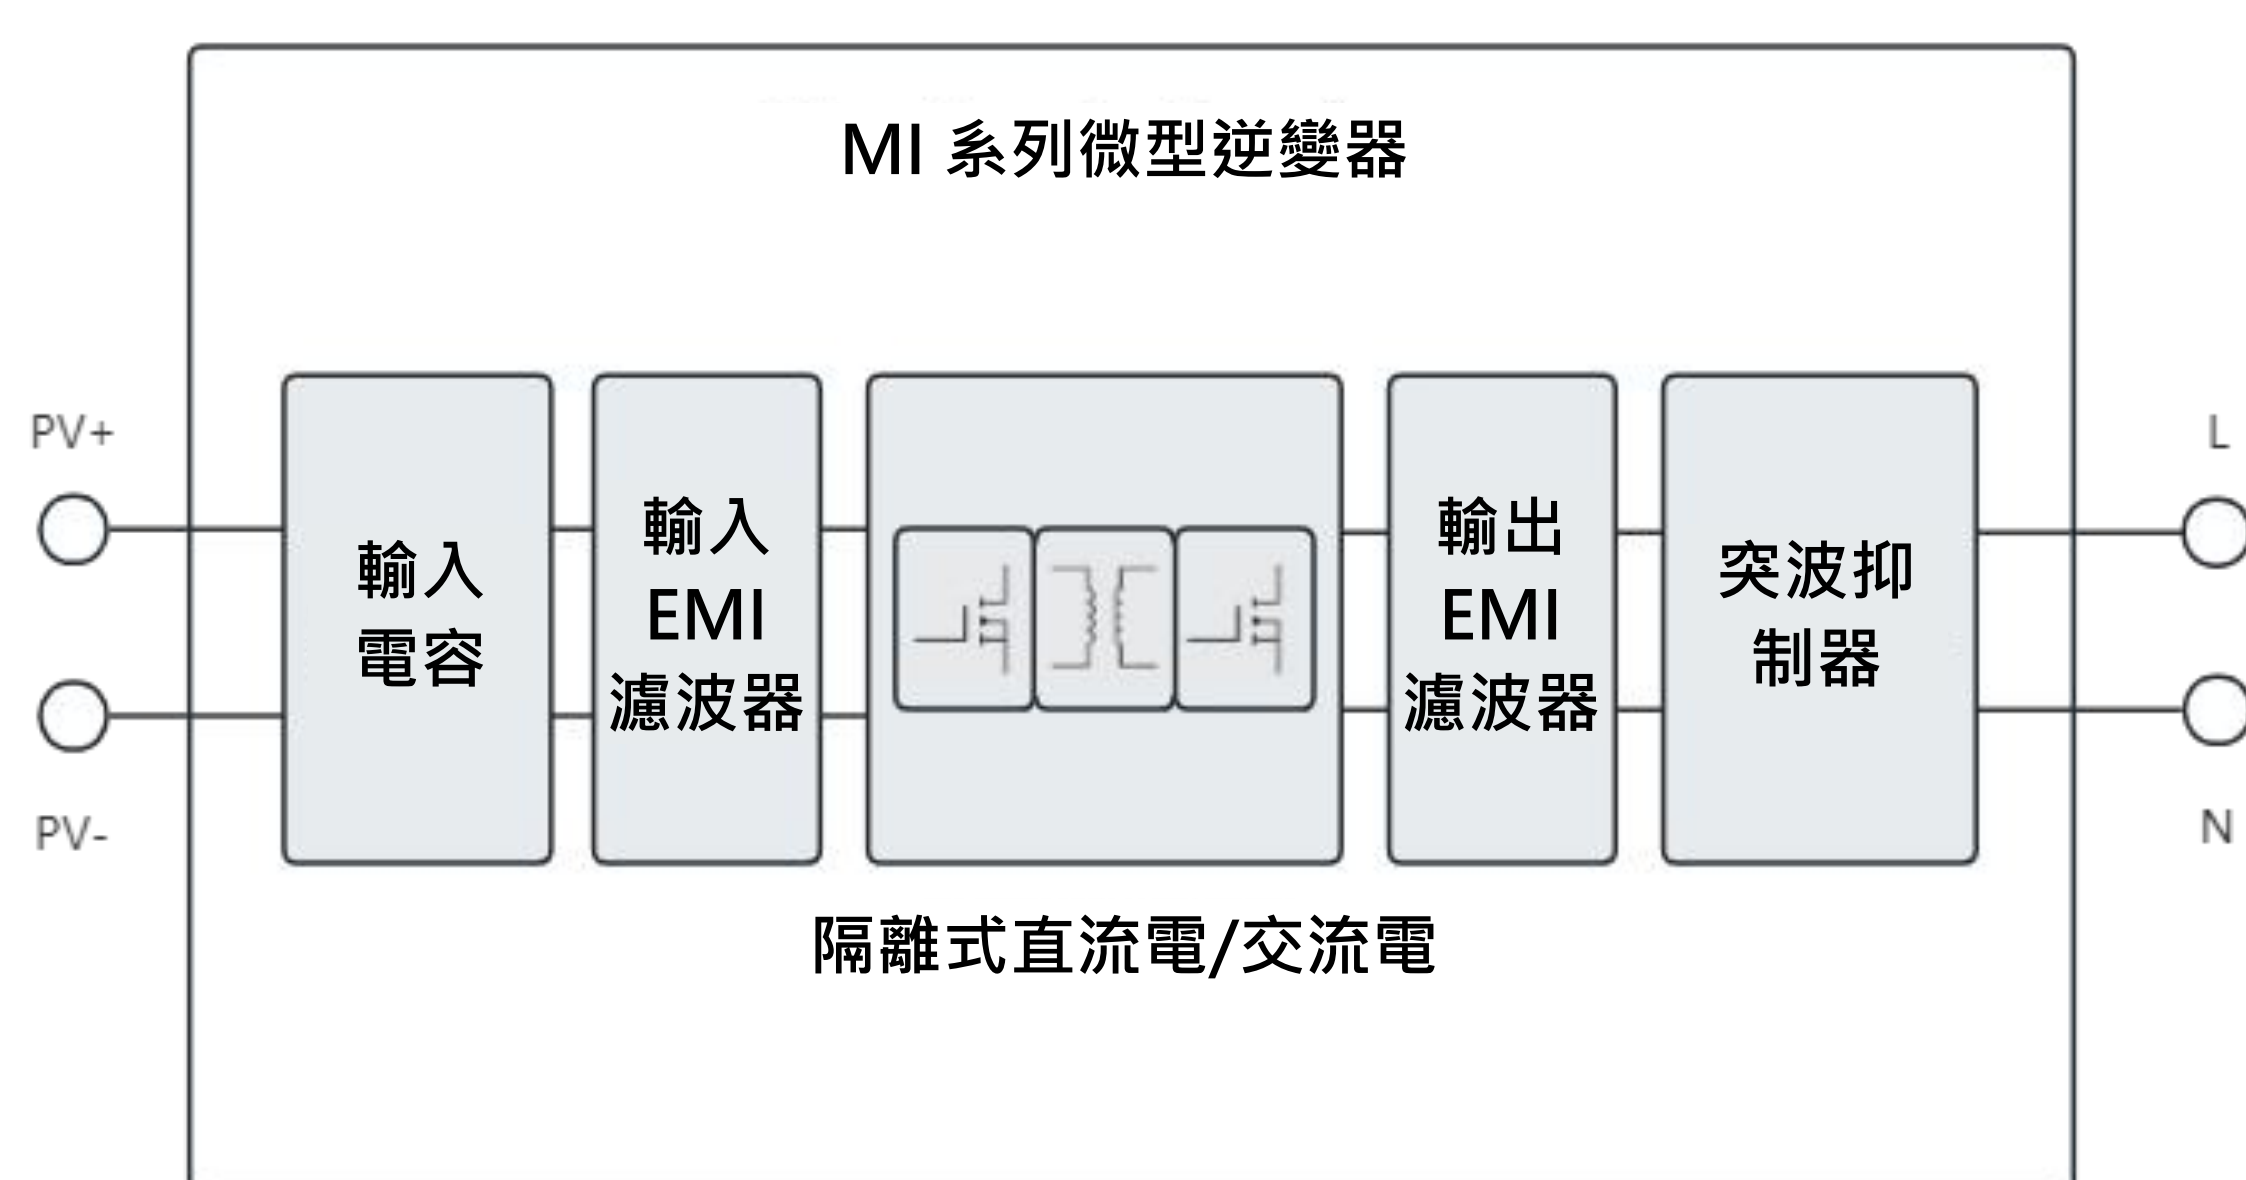 MI 系列微型逆變器
PV+
PV-
輸入
電容
輸入
EMI
濾波器
輸出
EMI
濾波器
突波抑
制器
L
N
隔離式直流電/交流電